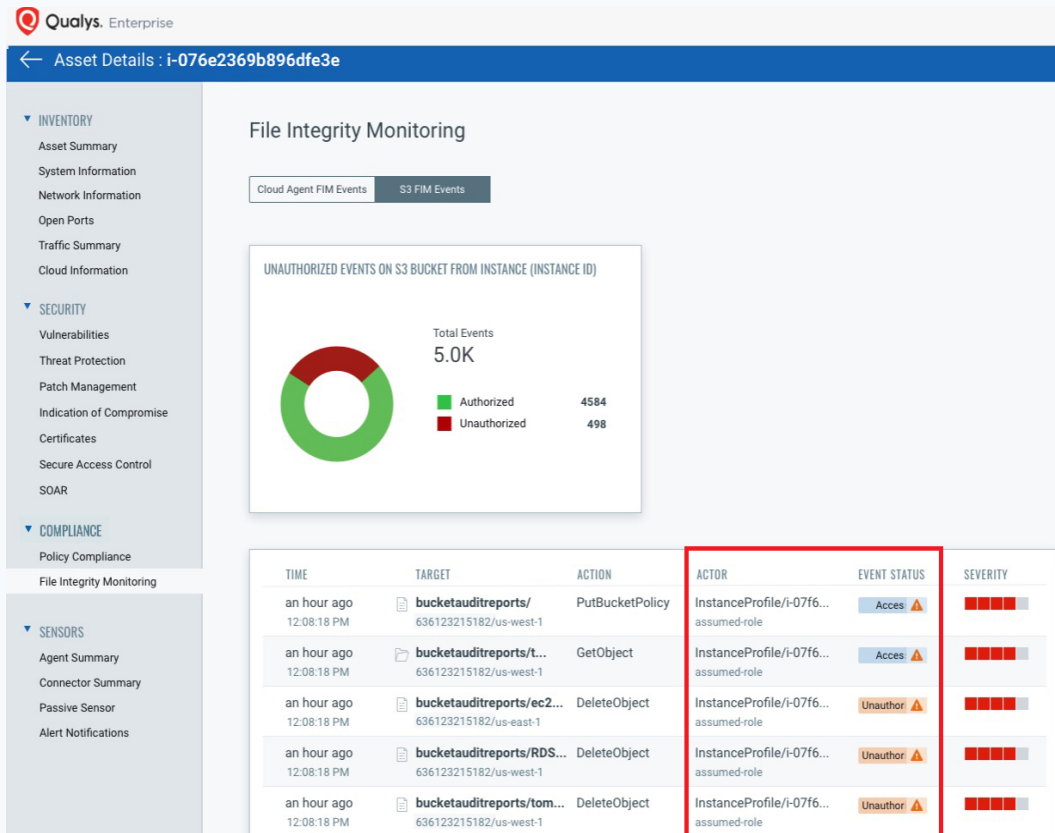 Qualys. Enterprise
Asset Details : i-076e2369b896dfe3e
INVENTORY
Asset Summary
System Information
Network Information
Open Ports
Traffic Summary
Cloud Information
SECURITY
Vulnerabilities
Threat Protection
Patch Management
Indication of Compromise
Certificates
Secure Access Control
SOAR
COMPLIANCE
Policy Compliance
File Integrity Monitoring
SENSORS
Agent Summary
Connector Summary
Passive Sensor
Alert Notifications
File Integrity Monitoring
Cloud Agent FIM Events S3 FIM Events
UNAUTHORIZED EVENTS ON S3 BUCKET FROM INSTANCE (INSTANCE ID)
Total Events
5.0K
Authorized 4584
Unauthorized 498
TIME TARGET ACTION ACTOR EVENT STATUS SEVERITY
an hour ago bucketauditreports/ PutBucketPolicy InstanceProfile/i-07f6... Acces
12:08:18 PM 636123215182/us-west-1 assumed-role
an hour ago bucketauditreports/t... GetObject InstanceProfile/i-07f6... Acces
12:08:18 PM 636123215182/us-west-1 assumed-role
an hour ago bucketauditreports/ec2... DeleteObject InstanceProfile/i-07f6... Unauthor
12:08:18 PM 636123215182/us-east-1 assumed-role
an hour ago bucketauditreports/RDS... DeleteObject InstanceProfile/i-07f6... Unauthor
12:08:18 PM 636123215182/us-west-1 assumed-role
an hour ago bucketauditreports/tom... DeleteObject InstanceProfile/i-07f6... Unauthor
12:08:18 PM 636123215182/us-west-1 assumed-role